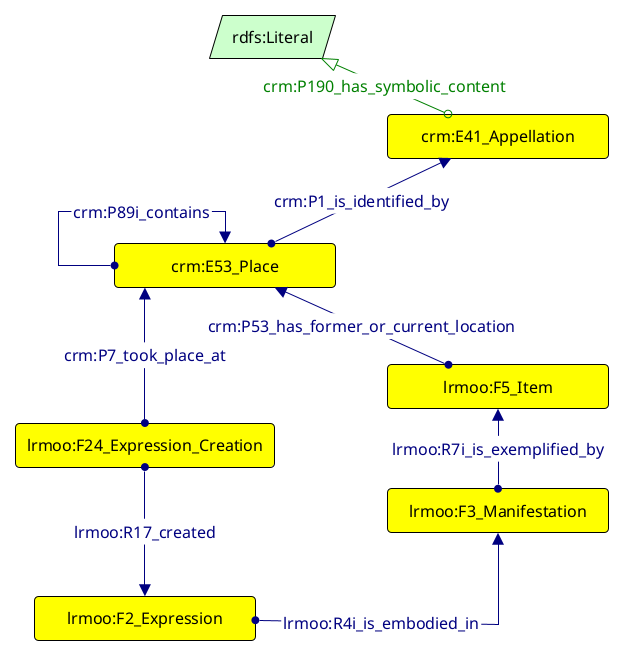 rdfs:Literal
crm:P190_has_symbolic_content
crm:E41_Appellation
crm:P1_is_identified_by
crm:P89i_contains
crm:E53_Place
crm:P53_has_former_or_current_location
crm:P7_took_place_at
lrmoo:F5_Item
lrmoo:F24_Expression_Creation
lrmoo:R7i_is_exemplified_by
lrmoo:F3_Manifestation
lrmoo:R17_created
lrmoo:F2_Expression
lrmoo:R4i_is_embodied_in